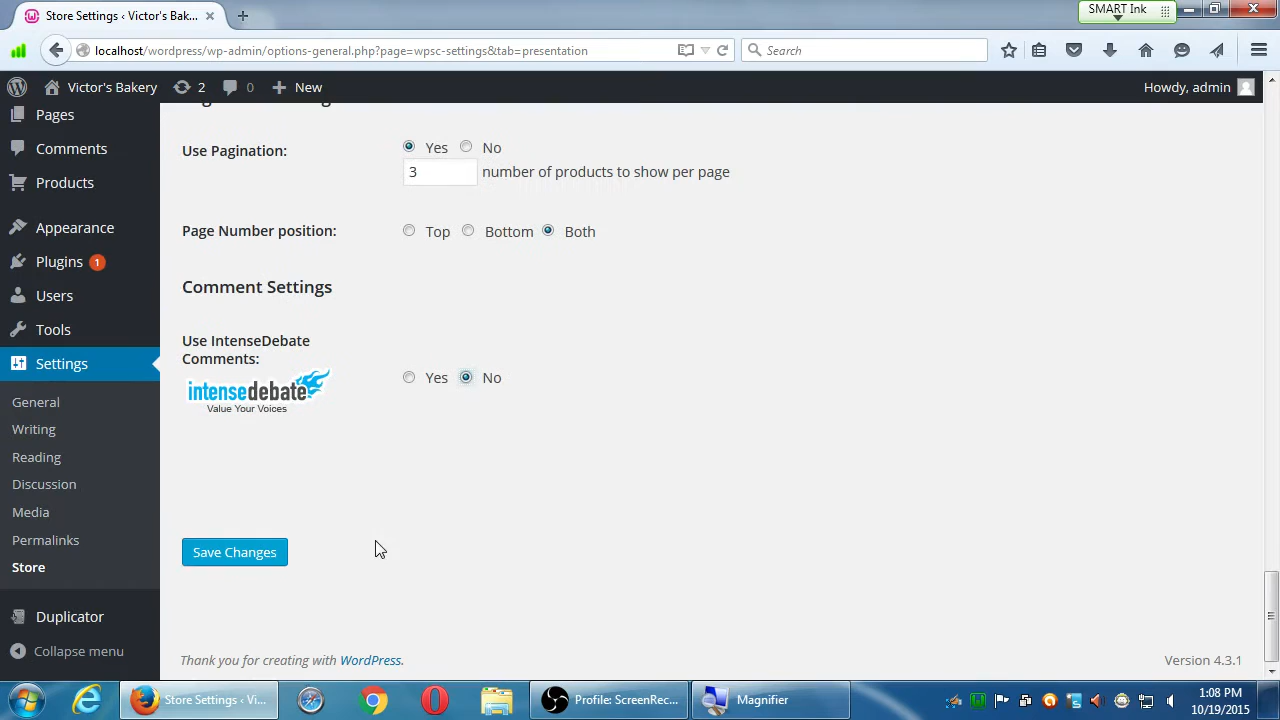 Store Settings ‹ Victor's Bak...
SMART Ink
localhost/wordpress/wp-admin/options-general.php?page=wpsc-settings&tab=presentation
Search
Victor's Bakery
2
0
New
Howdy, admin
Pages
Comments
Products
Appearance
Plugins 1
Users
Tools
Settings
General
Writing
Reading
Discussion
Media
Permalinks
Store
Duplicator
Collapse menu
Use Pagination:
Yes No
3 number of products to show per page
Page Number position:
Top Bottom Both
Comment Settings
Use IntenseDebate
Comments:
intensedebate
Value Your Voices
Yes No
Save Changes
Thank you for creating with WordPress.
Version 4.3.1
Store Settings ‹ Vi...
Profile: ScreenRec...
Magnifier
1:08 PM
10/19/2015